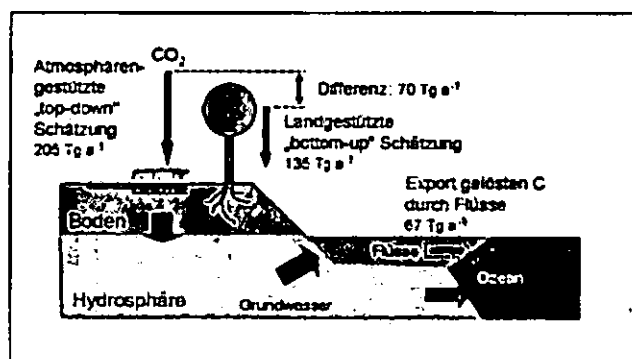 Atmosphären-
gestützte
„top-down"
Schätzung
205 Tg a⁻¹
CO₂
Differenz: 70 Tg a⁻¹
Landgestützte
„bottom-up" Schätzung
135 Tg a⁻¹
Export gelösten C
durch Flüsse
67 Tg a⁻¹
Boden
Flüsse
Ozean
Hydrosphäre
Grundwasser